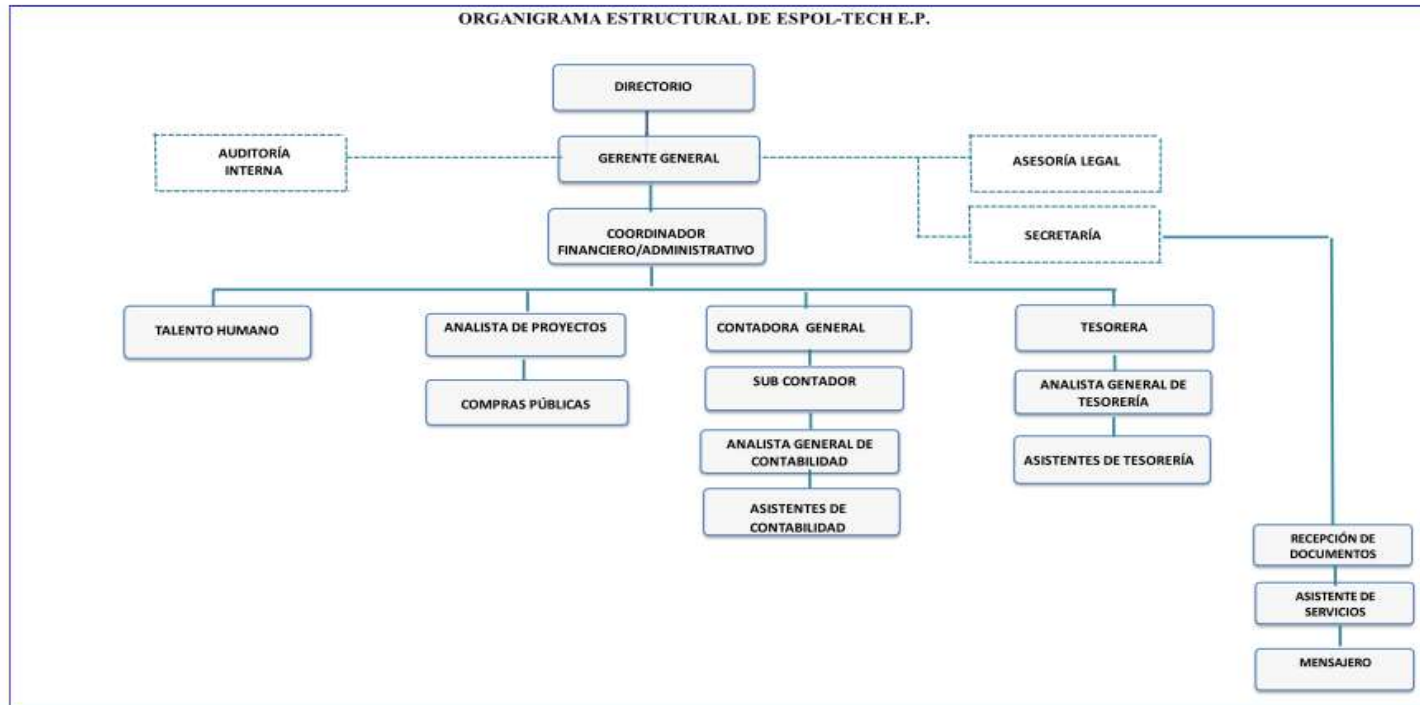 ORGANIGRAMA ESTRUCTURAL DE ESPOL-TECH E.P.
DIRECTORIO
AUDITORÍA
INTERNA
GERENTE GENERAL
ASESORÍA LEGAL
COORDINADOR
FINANCIERO/ADMINISTRATIVO
SECRETARÍA
TALENTO HUMANO
ANALISTA DE PROYECTOS
COMPRAS PÚBLICAS
CONTADORA GENERAL
SUB CONTADOR
ANALISTA GENERAL DE
CONTABILIDAD
ASISTENTES DE
CONTABILIDAD
TESORERA
ANALISTA GENERAL DE
TESORERÍA
ASISTENTES DE TESORERÍA
RECEPCIÓN DE
DOCUMENTOS
ASISTENTE DE
SERVICIOS
MENSAJERO